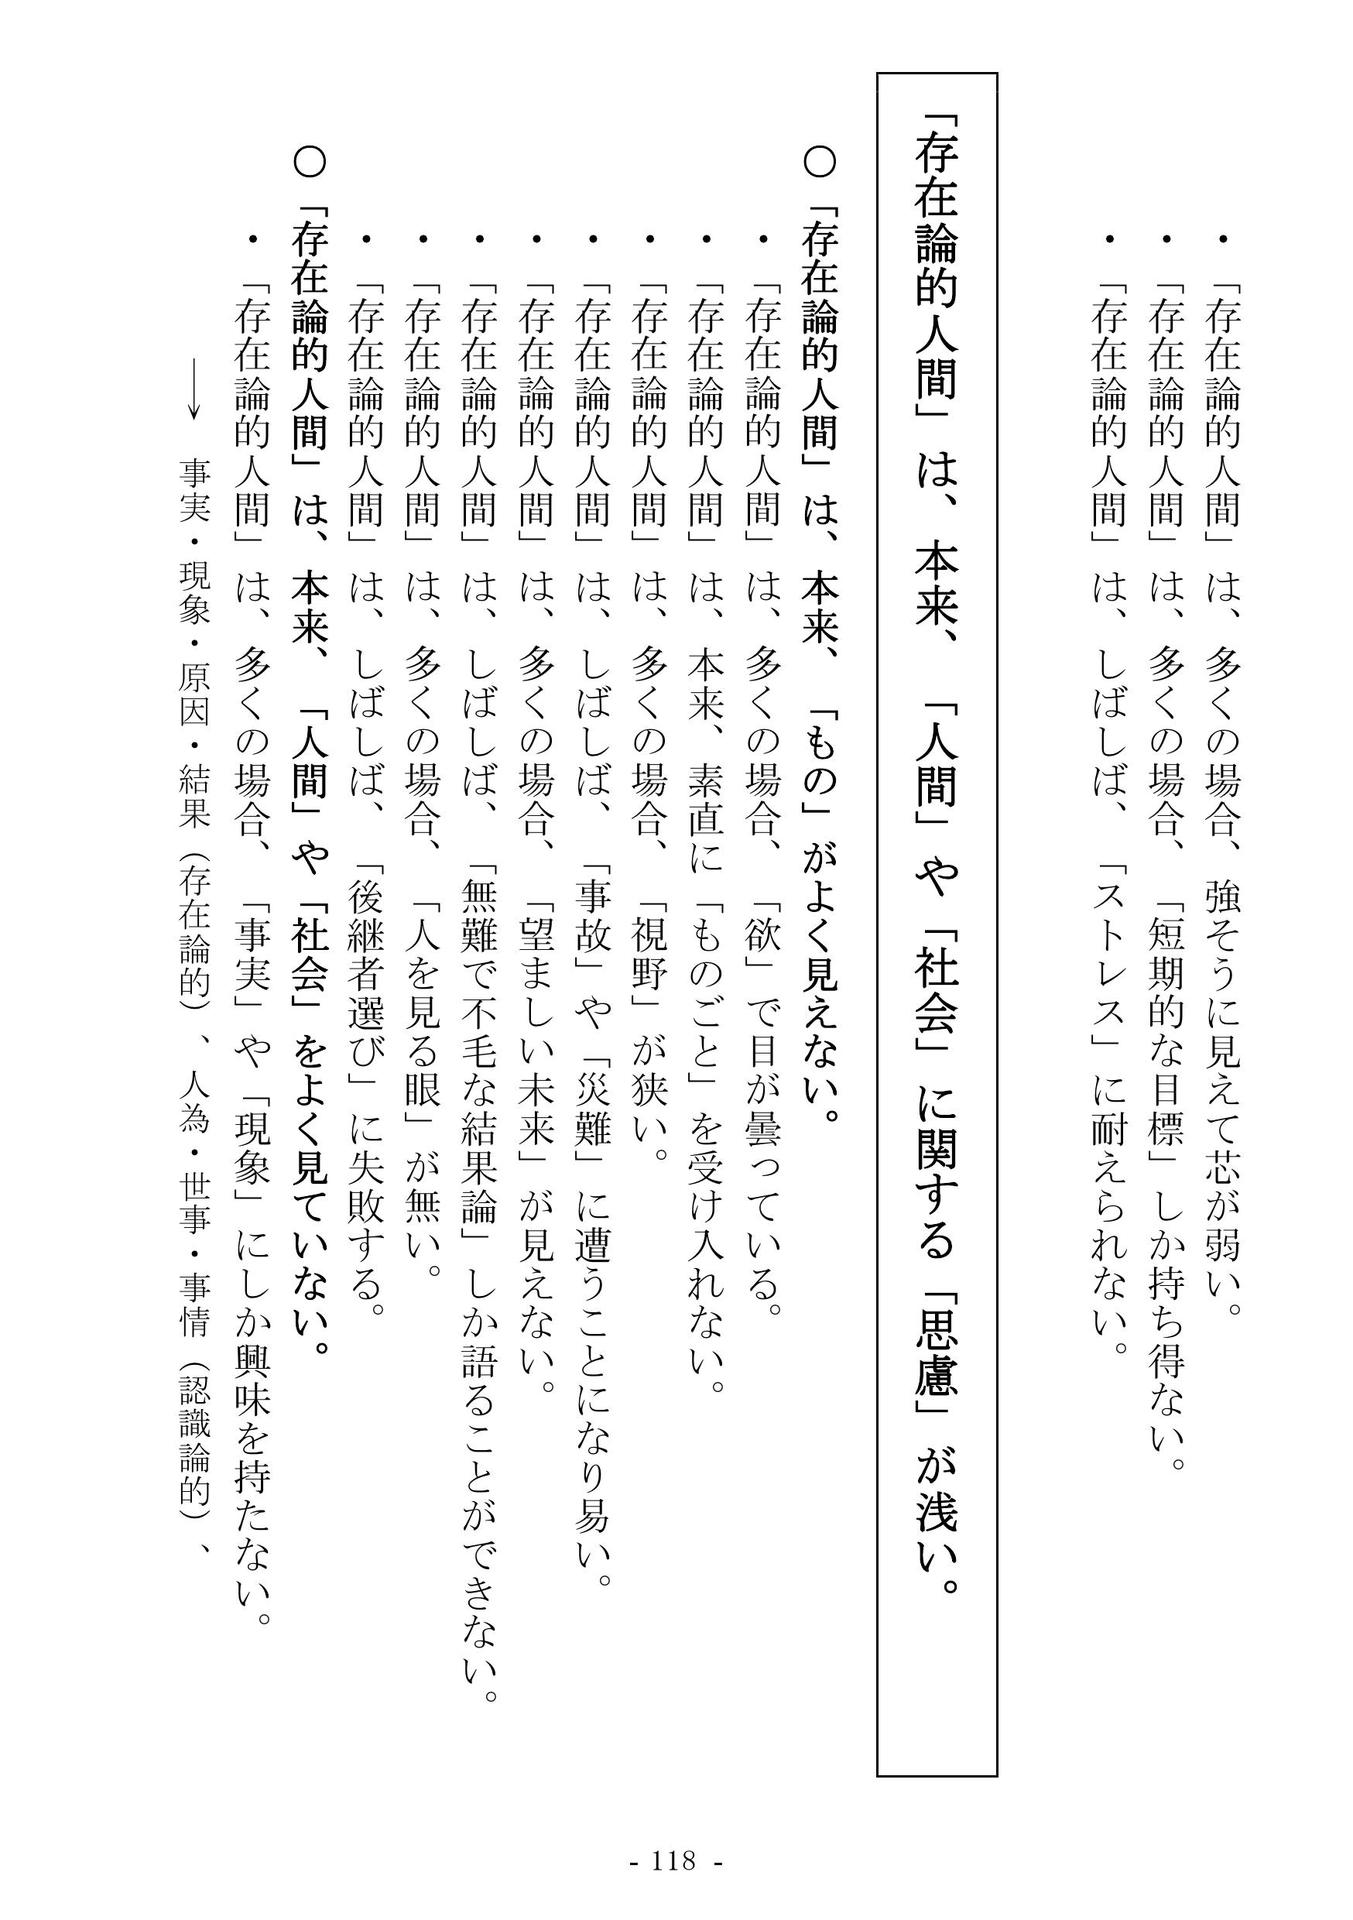 ・「存在論的人間」は、多くの場合、強そうに見えて芯が弱い。
・「存在論的人間」は、多くの場合、「短期的な目標」しか持ち得ない。
・「存在論的人間」は、しばしば、「ストレス」に耐えられない。
「存在論的人間」は、本来、「人間」や「社会」に関する「思慮」が浅い。
○「存在論的人間」は、本来、「もの」がよく見えない。
・「存在論的人間」は、多くの場合、「欲」で目が曇っている。
・「存在論的人間」は、本来、素直に「ものごと」を受け入れない。
・「存在論的人間」は、多くの場合、「視野」が狭い。
・「存在論的人間」は、しばしば、「事故」や「災難」に遭うことになり易い。
・「存在論的人間」は、多くの場合、「望ましい未来」が見えない。
・「存在論的人間」は、しばしば、「無難で不毛な結果論」しか語ることができない。
・「存在論的人間」は、多くの場合、「人を見る眼」が無い。
・「存在論的人間」は、しばしば、「後継者選び」に失敗する。
○「存在論的人間」は、本来、「人間」や「社会」をよく見ていない。
・「存在論的人間」は、多くの場合、「事実」や「現象」にしか興味を持たない。
→ 事実・現象・原因・結果（存在論的）、人為・世事・事情（認識論的）、
- 118 -